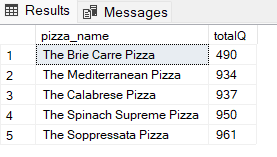 Results Messages
pizza_name totalQ
1 The Brie Carre Pizza 490
2 The Mediterranean Pizza 934
3 The Calabrese Pizza 937
4 The Spinach Supreme Pizza 950
5 The Soppressata Pizza 961